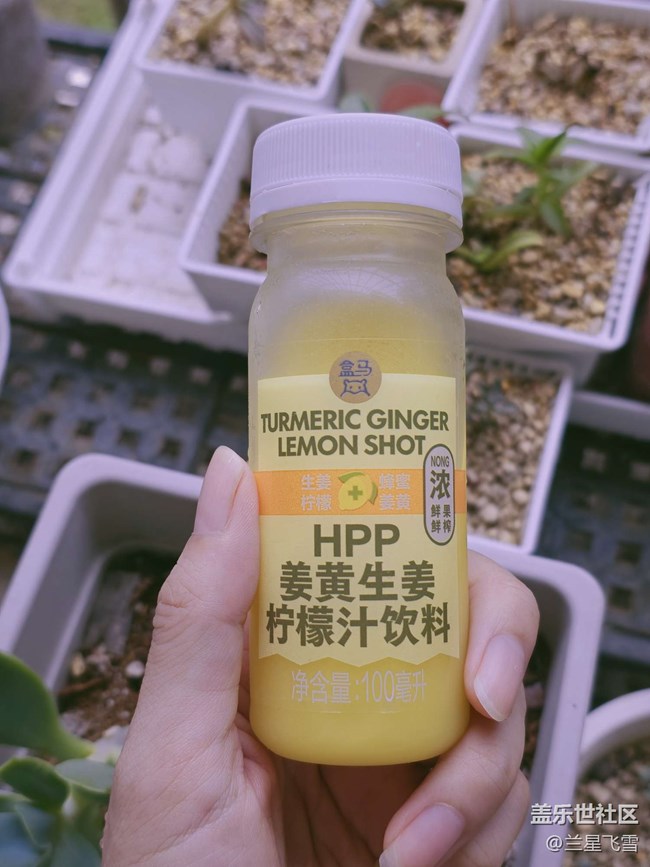 盒马
TURMERIC GINGER
LEMON SHOT
生姜 蜂蜜
柠檬 姜黄
NONG
浓
鲜果
鲜榨
HPP
姜黄生姜
柠檬汁饮料
净含量:100毫升
盖乐世社区
@兰星飞雪